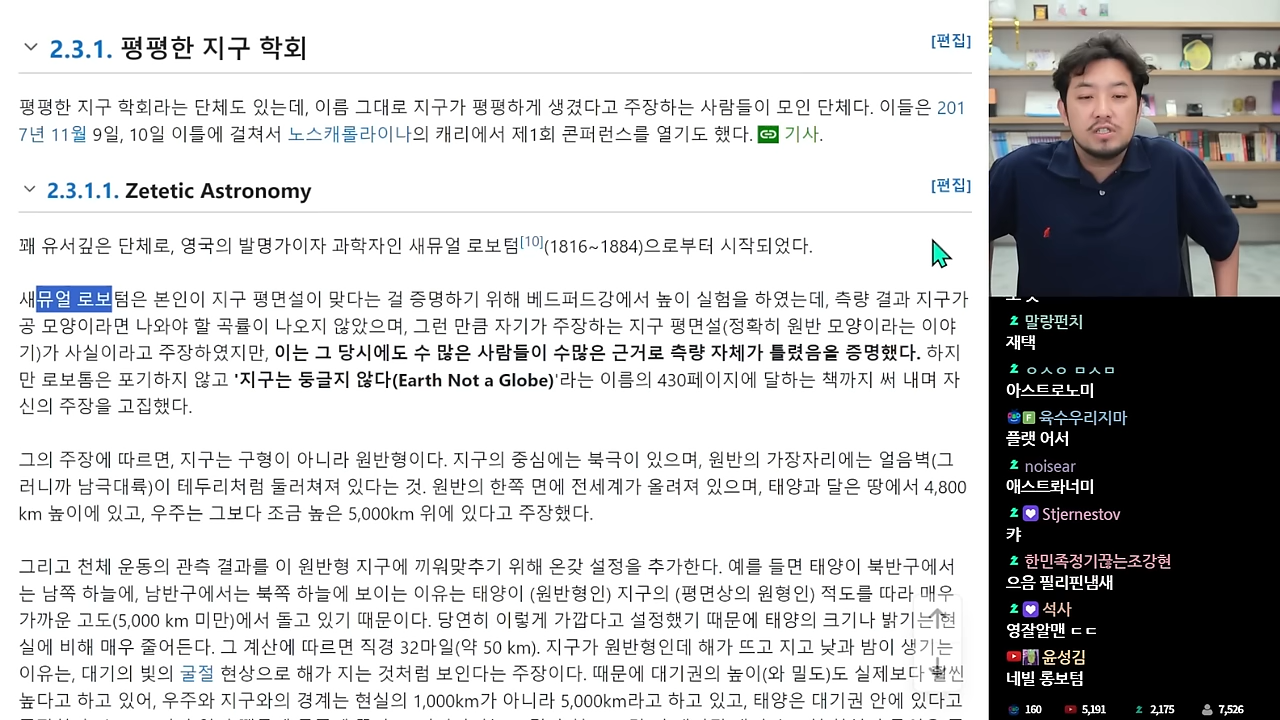 2.3.1. 평평한 지구 학회
[편집]
평평한 지구 학회라는 단체도 있는데, 이름 그대로 지구가 평평하게 생겼다고 주장하는 사람들이 모인 단체다. 이들은 201
7년 11월 9일, 10일 이틀에 걸쳐서 노스캐롤라이나의 캐리에서 제1회 콘퍼런스를 열기도 했다. 기사.
2.3.1.1. Zetetic Astronomy
[편집]
꽤 유서깊은 단체로, 영국의 발명가이자 과학자인 새뮤얼 로보텀[10](1816~1884)으로부터 시작되었다.
새뮤얼 로보텀은 본인이 지구 평면설이 맞다는 걸 증명하기 위해 베드퍼드강에서 높이 실험을 하였는데, 측량 결과 지구가
공 모양이라면 나와야 할 곡률이 나오지 않았으며, 그런 만큼 자기가 주장하는 지구 평면설(정확히 원반 모양이라는 이야
기)가 사실이라고 주장하였지만, 이는 그 당시에도 수 많은 사람들이 수많은 근거로 측량 자체가 틀렸음을 증명했다. 하지
만 로보톰은 포기하지 않고 '지구는 둥글지 않다(Earth Not a Globe)'라는 이름의 430페이지에 달하는 책까지 써 내며 자
신의 주장을 고집했다.
그의 주장에 따르면, 지구는 구형이 아니라 원반형이다. 지구의 중심에는 북극이 있으며, 원반의 가장자리에는 얼음벽(그
러니까 남극대륙)이 테두리처럼 둘러쳐져 있다는 것. 원반의 한쪽 면에 전세계가 올려져 있으며, 태양과 달은 땅에서 4,800
km 높이에 있고, 우주는 그보다 조금 높은 5,000km 위에 있다고 주장했다.
그리고 천체 운동의 관측 결과를 이 원반형 지구에 끼워맞추기 위해 온갖 설정을 추가한다. 예를 들면 태양이 북반구에서
는 남쪽 하늘에, 남반구에서는 북쪽 하늘에 보이는 이유는 태양이 (원반형인) 지구의 (평면상의 원형인) 적도를 따라 매우
가까운 고도(5,000 km 미만)에서 돌고 있기 때문이다. 당연히 이렇게 가깝다고 설정했기 때문에 태양의 크기나 밝기는 현
실에 비해 매우 줄어든다. 그 계산에 따르면 직경 32마일(약 50 km). 지구가 원반형인데 해가 뜨고 지고 낮과 밤이 생기는
이유는, 대기의 빛의 굴절 현상으로 해가 지는 것처럼 보인다는 주장이다. 때문에 대기권의 높이(와 밀도)도 실제보다 훨씬
높다고 하고 있어, 우주와 지구와의 경계는 현실의 1,000km가 아니라 5,000km라고 하고 있고, 태양은 대기권 안에 있다고
말랑펀치
재택
ㅇㅅㅇ ㅁㅅㅁ
아스트로노미
육수우리지마
플랫 어서
noisear
애스트롸너미
Stjernestov
캬
한민족정기끊는조강현
으음 필리핀냄새
석사
영잘알맨 ㄷㄷ
윤성김
네빌 롱보텀
160 5,191 2,175 7,526